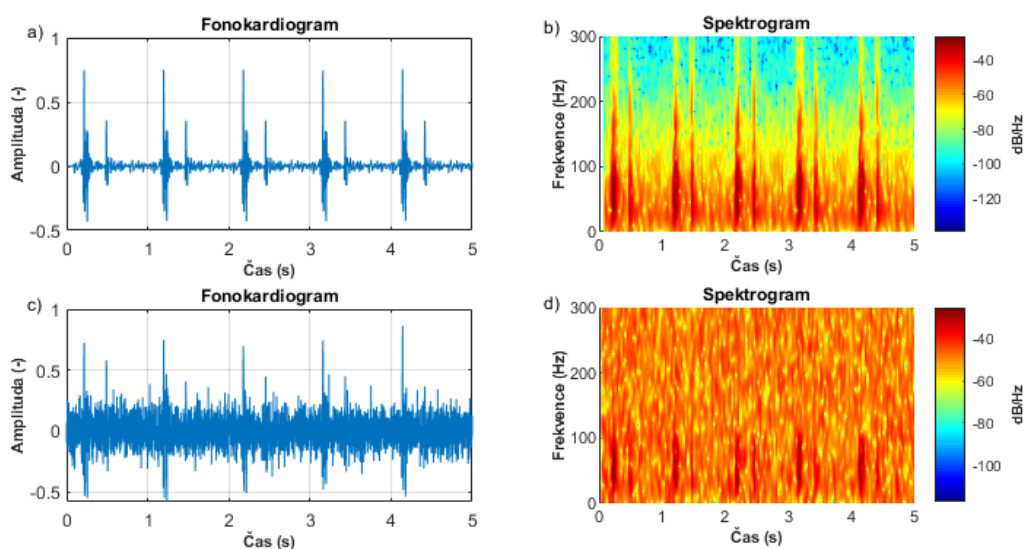 a)
Fonokardiogram
Amplituda (-)
1
0.5
0
-0.5
0 1 2 3 4 5
Čas (s)
b)
Spektrogram
Frekvence (Hz)
300
200
100
0
0 1 2 3 4 5
Čas (s)
-40
-60
-80
-100
-120
dB/Hz
c)
Fonokardiogram
Amplituda (-)
1
0.5
0
-0.5
0 1 2 3 4 5
Čas (s)
d)
Spektrogram
Frekvence (Hz)
300
200
100
0
0 1 2 3 4 5
Čas (s)
-40
-60
-80
-100
dB/Hz